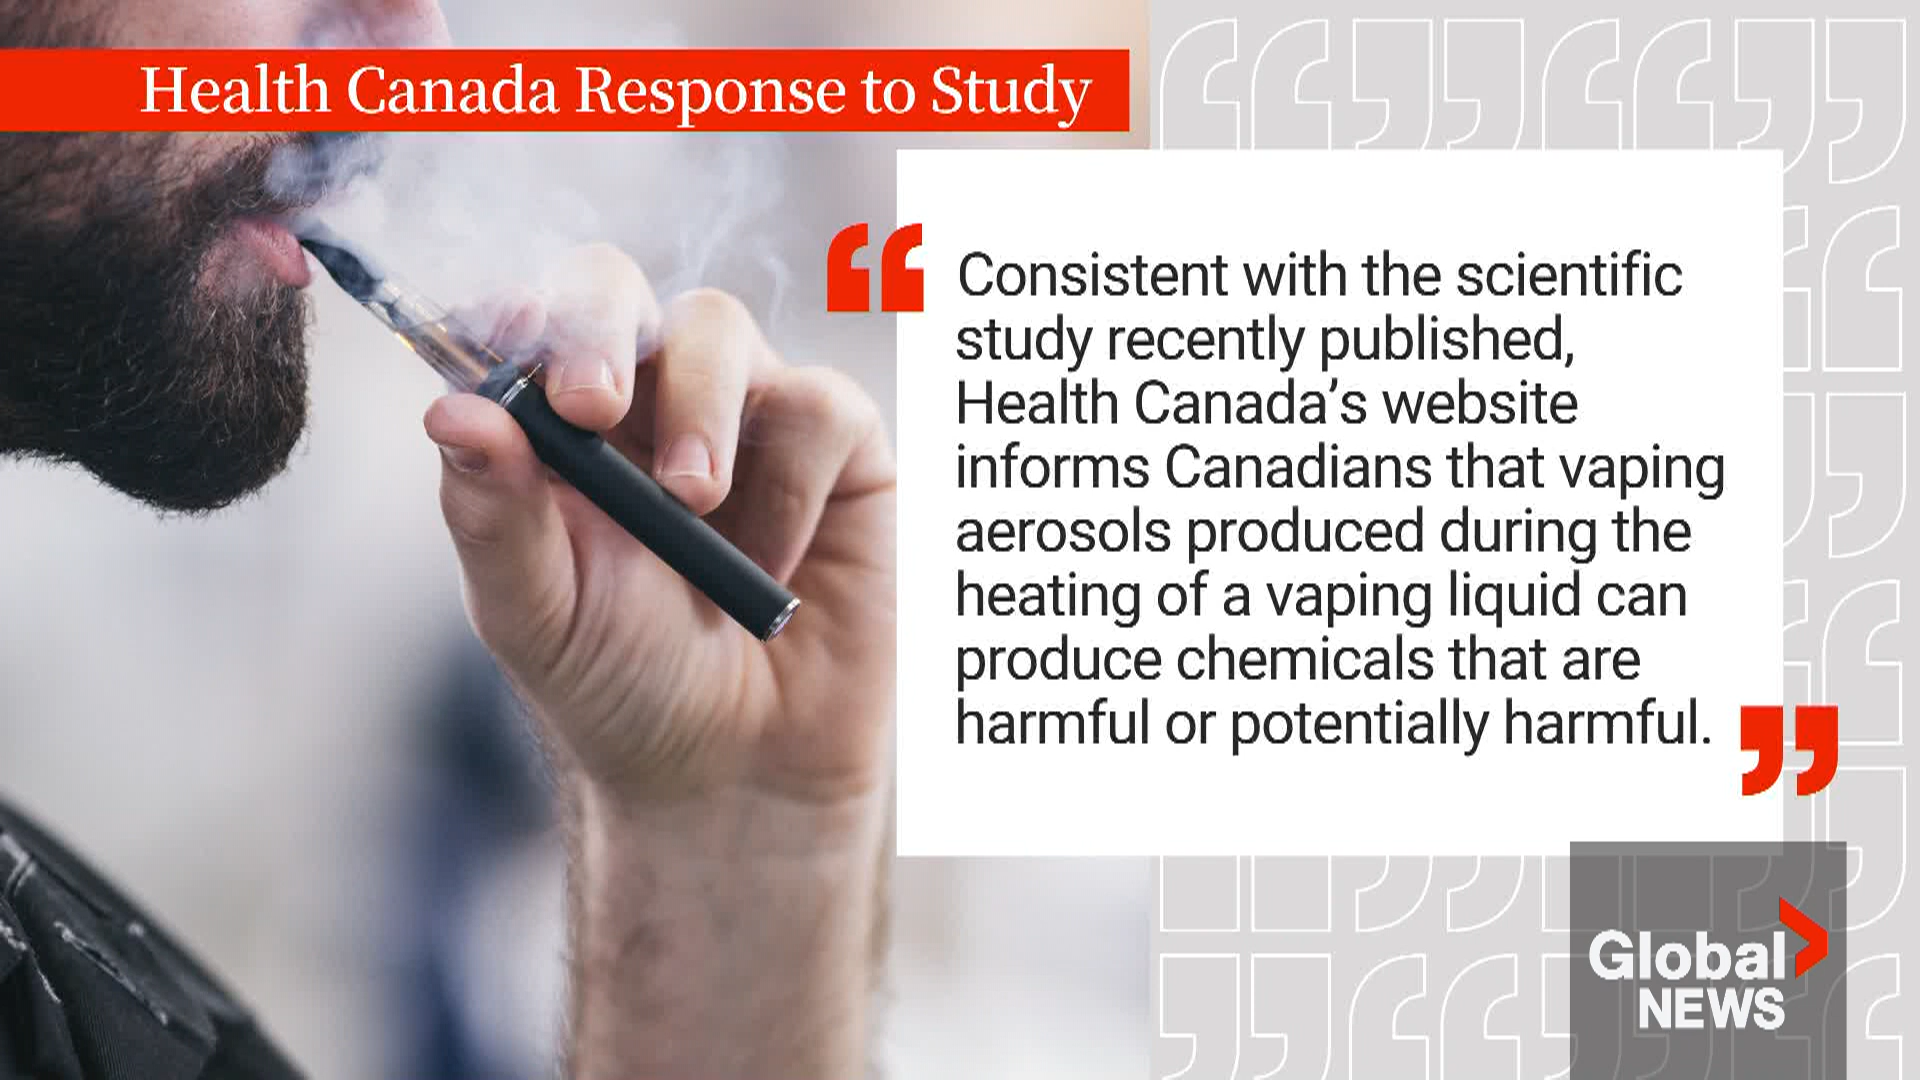 Health Canada Response to Study
“Consistent with the scientific
study recently published,
Health Canada’s website
informs Canadians that vaping
aerosols produced during the
heating of a vaping liquid can
produce chemicals that are
harmful or potentially harmful.”
Global
NEWS